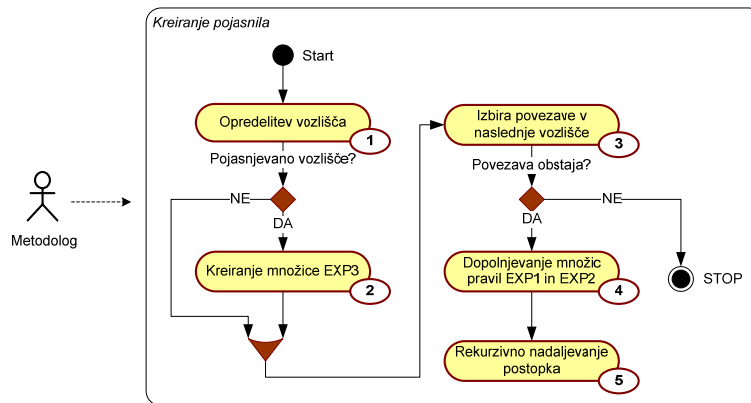 Kreiranje pojasnila
Start
Opredelitev vozlišča
1
Pojasnjevano vozlišče?
NE
DA
Kreiranje množice EXP3
2
Metodolog
Izbira povezave v
naslednje vozlišče
3
Povezava obstaja?
NE
DA
Dopolnjevanje množic
pravil EXP1 in EXP2
4
STOP
Rekurzivno nadaljevanje
postopka
5